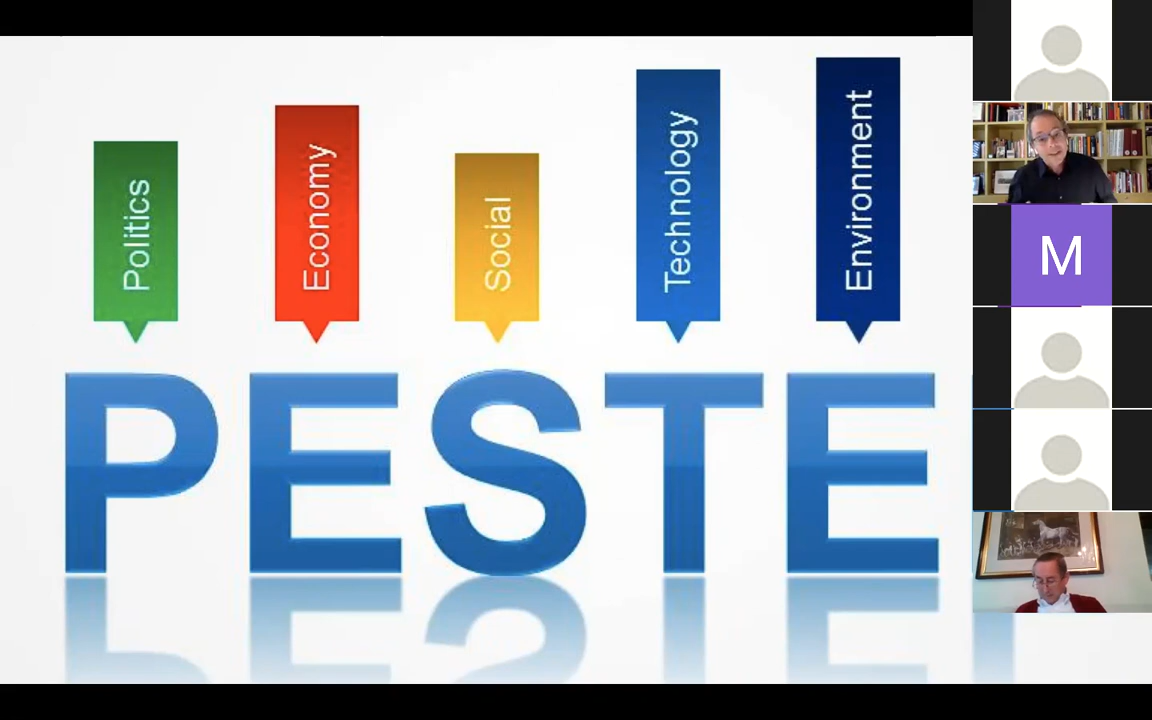 Politics
Economy
Social
Technology
Environment
PESTE
M